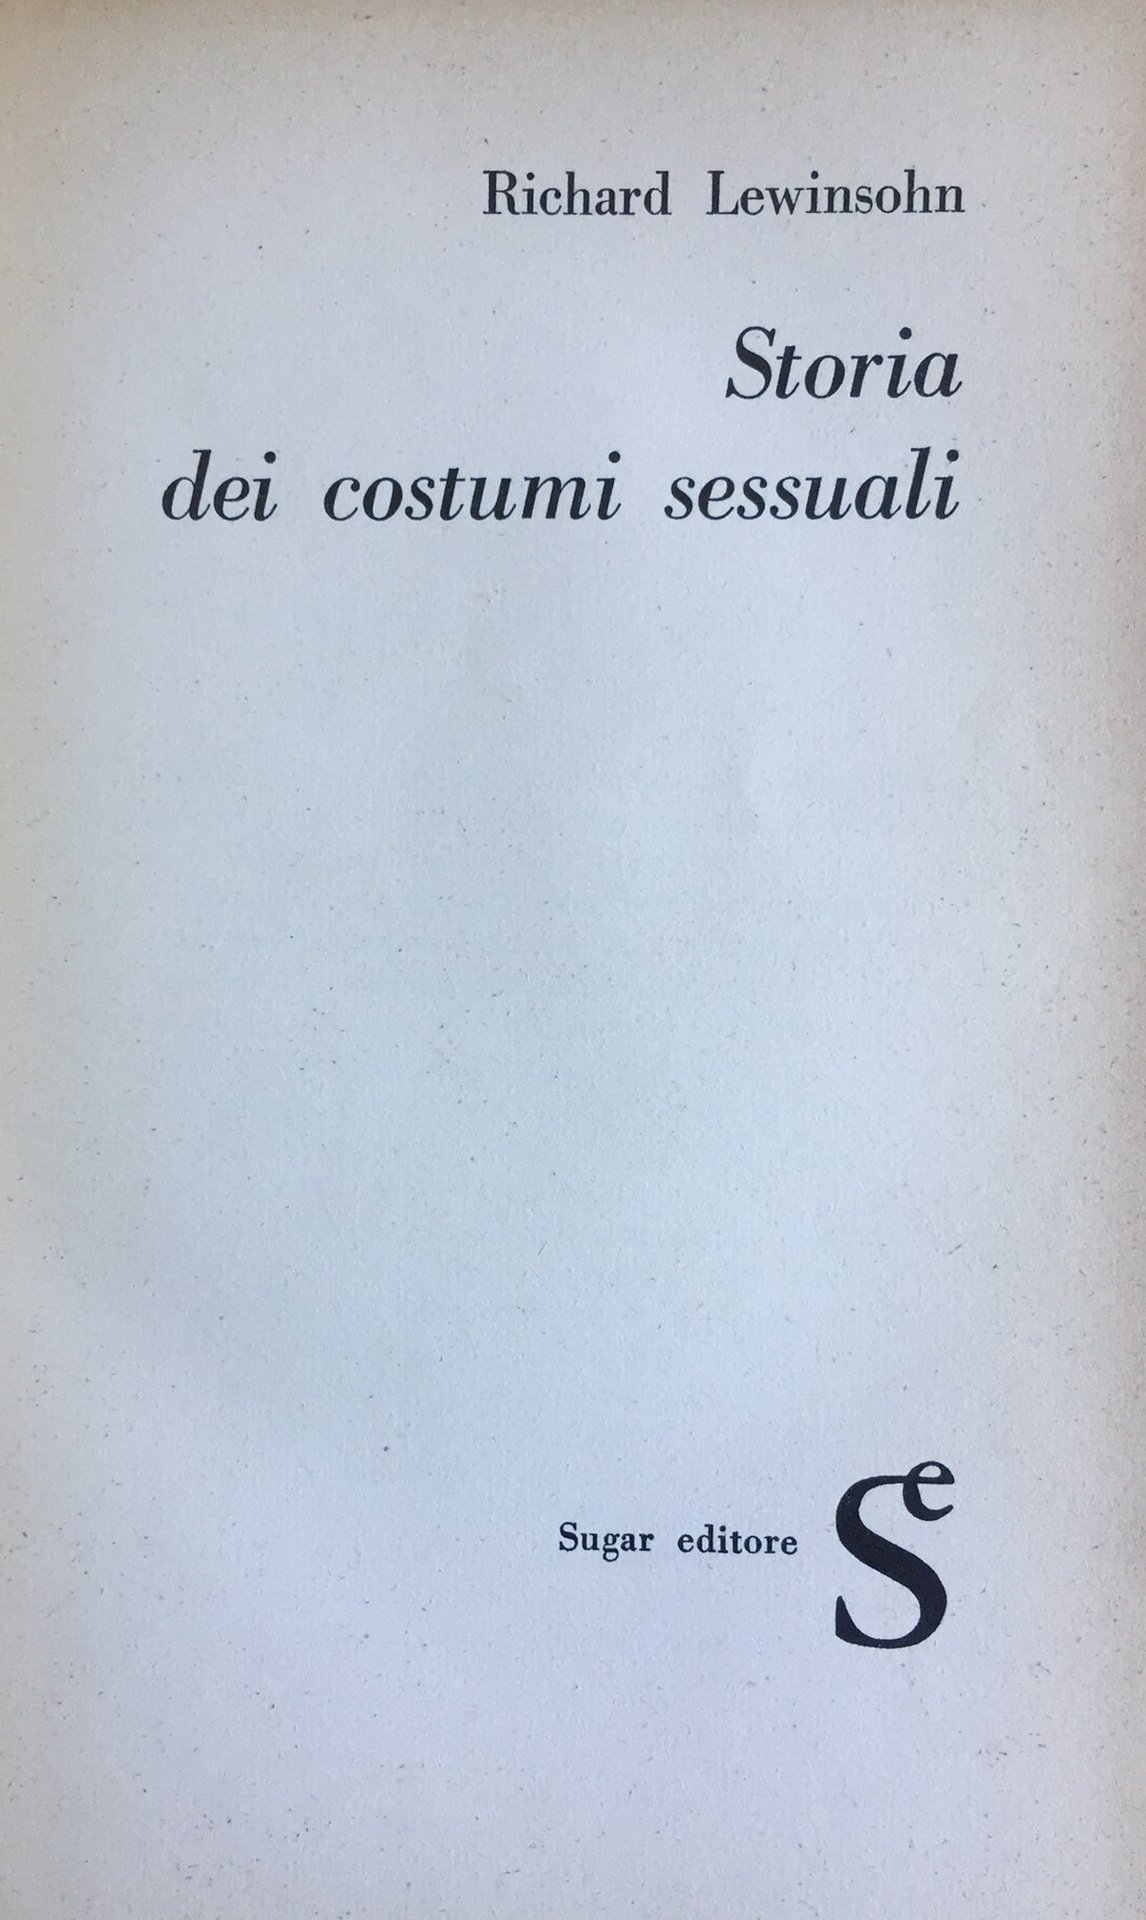 Richard Lewinsohn
Storia
dei costumi sessuali
Sugar editore
Se